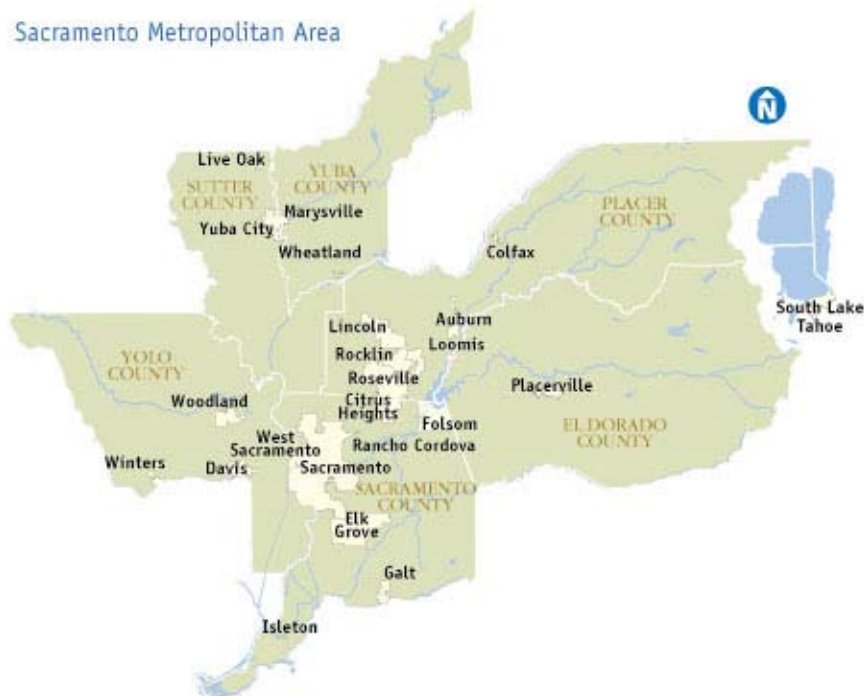 Sacramento Metropolitan Area
N
Live Oak
SUTTER
COUNTY
YUBA
COUNTY
Marysville
Yuba City
Wheatland
PLACER
COUNTY
Colfax
South Lake
Tahoe
Lincoln
Auburn
Loomis
Rocklin
Roseville
YOLO
COUNTY
Woodland
Citrus
Heights
Placerville
Folsom
EL DORADO
COUNTY
West
Sacramento
Rancho Cordova
Winters
Davis
Sacramento
SACRAMENTO
COUNTY
Elk
Grove
Galt
Isleton